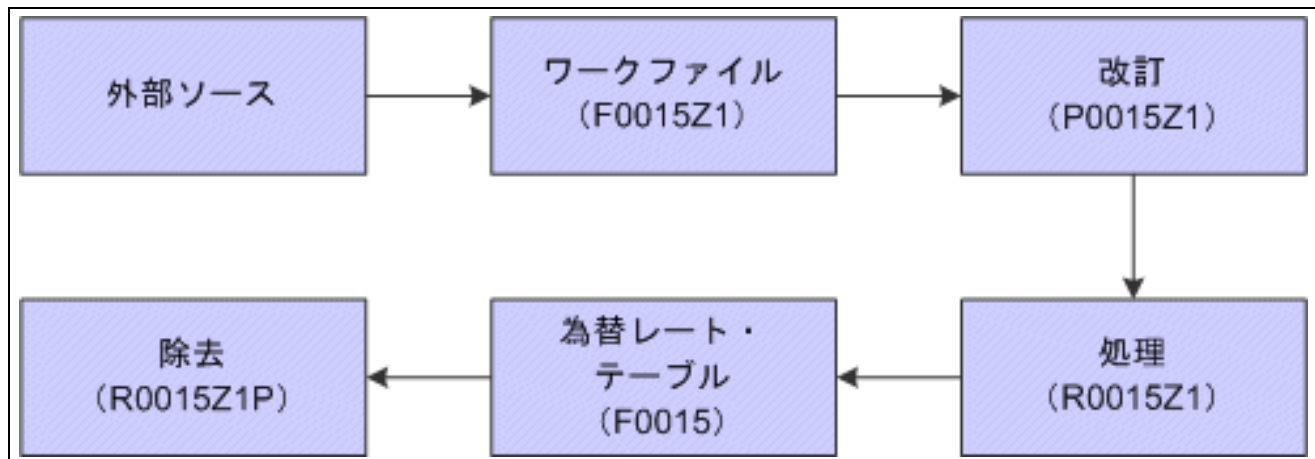 外部ソース
ワークファイル
（F0015Z1）
改訂
（P0015Z1）
処理
（R0015Z1）
為替レート・
テーブル
（F0015）
除去
（R0015Z1P）